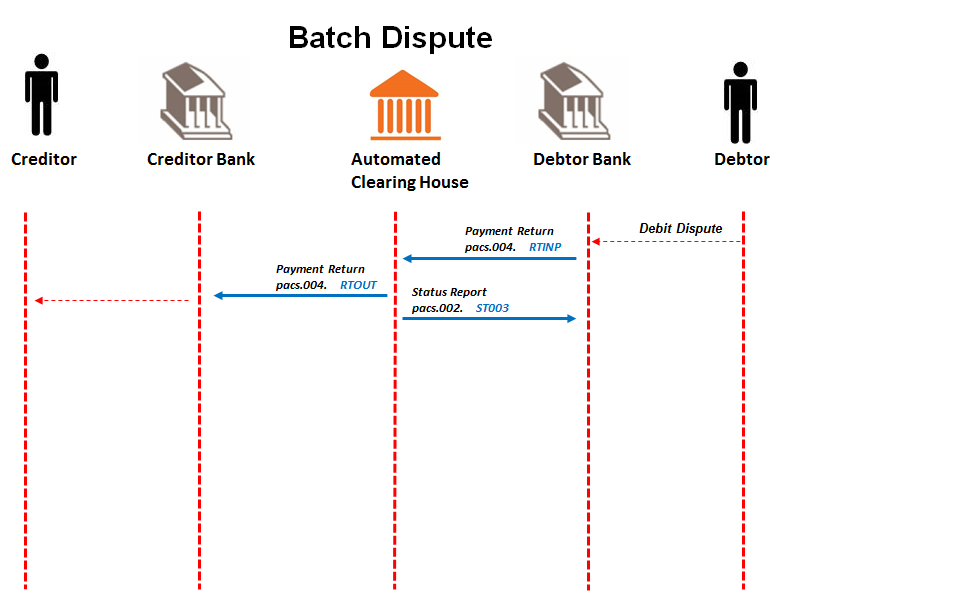 Batch Dispute
Creditor
Creditor Bank
Automated
Clearing House
Debtor Bank
Debtor
Debit Dispute
Payment Return
pacs.004. RTINP
Payment Return
pacs.004. RTOUT
Status Report
pacs.002. ST003